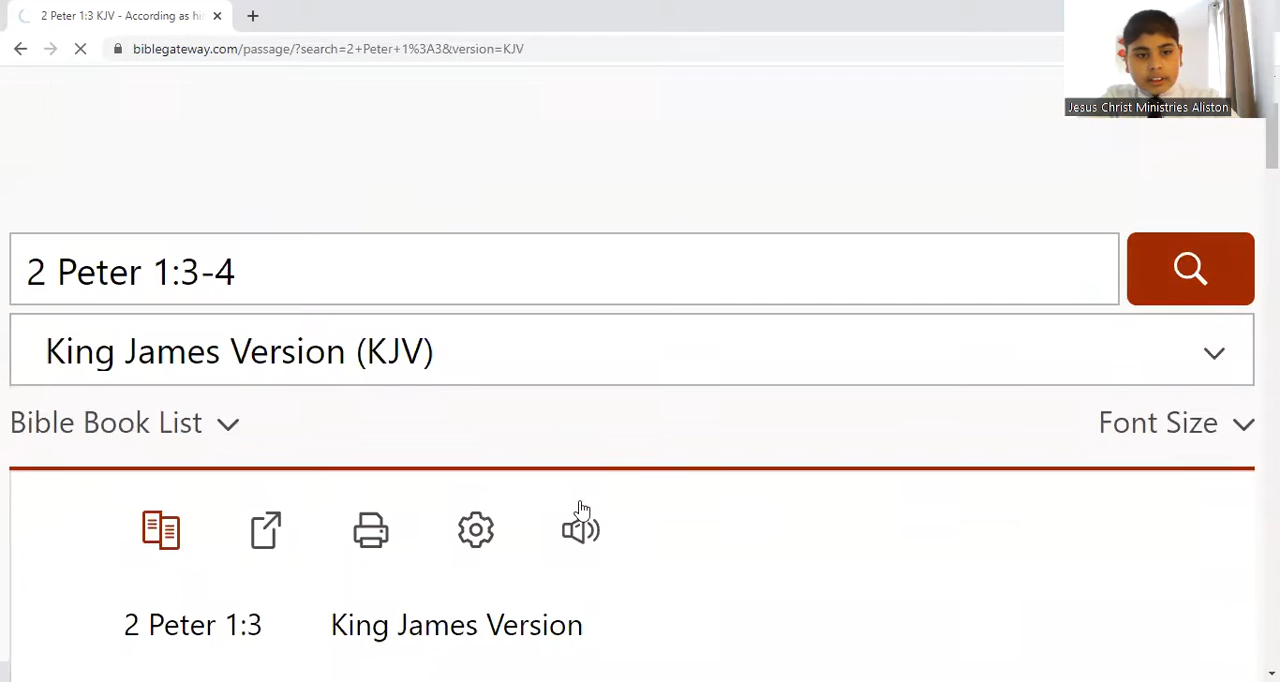 2 Peter 1:3 KJV - According as hi
biblegateway.com/passage/?search=2+Peter+1%3A3&version=KJV
Jesus Christ Ministries Aliston
2 Peter 1:3-4
King James Version (KJV)
Bible Book List
Font Size
2 Peter 1:3 King James Version